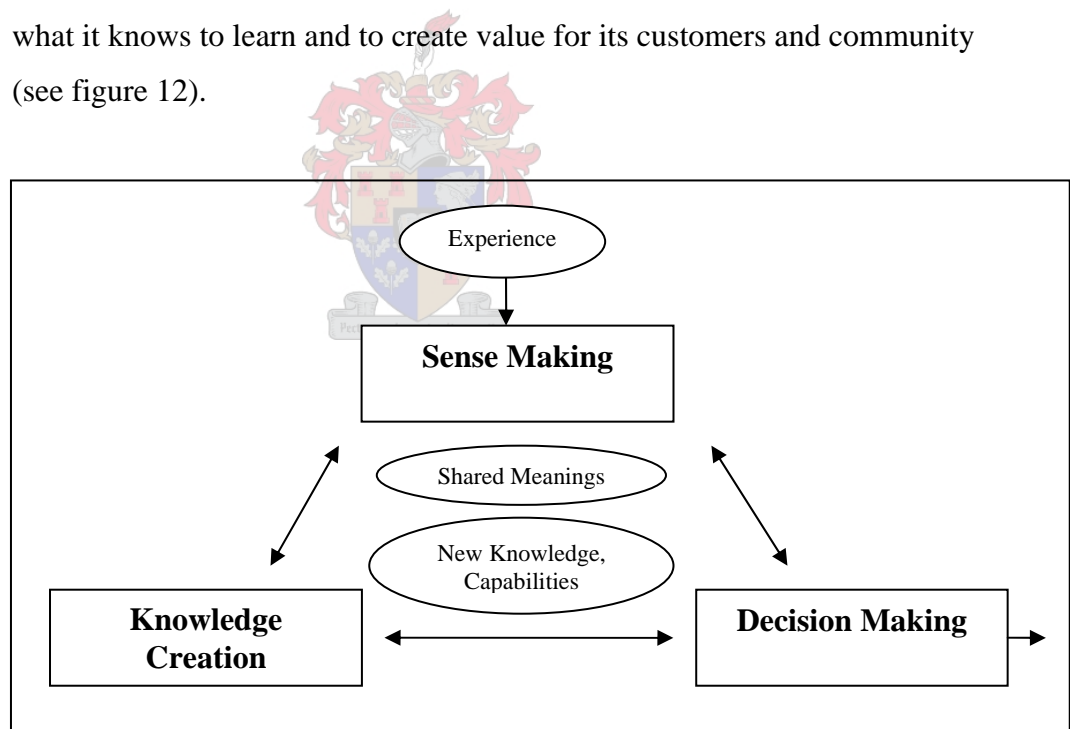 what it knows to learn and to create value for its customers and community
(see figure 12).
Experience
Sense Making
Shared Meanings
New Knowledge,
Capabilities
Knowledge
Creation
Decision Making